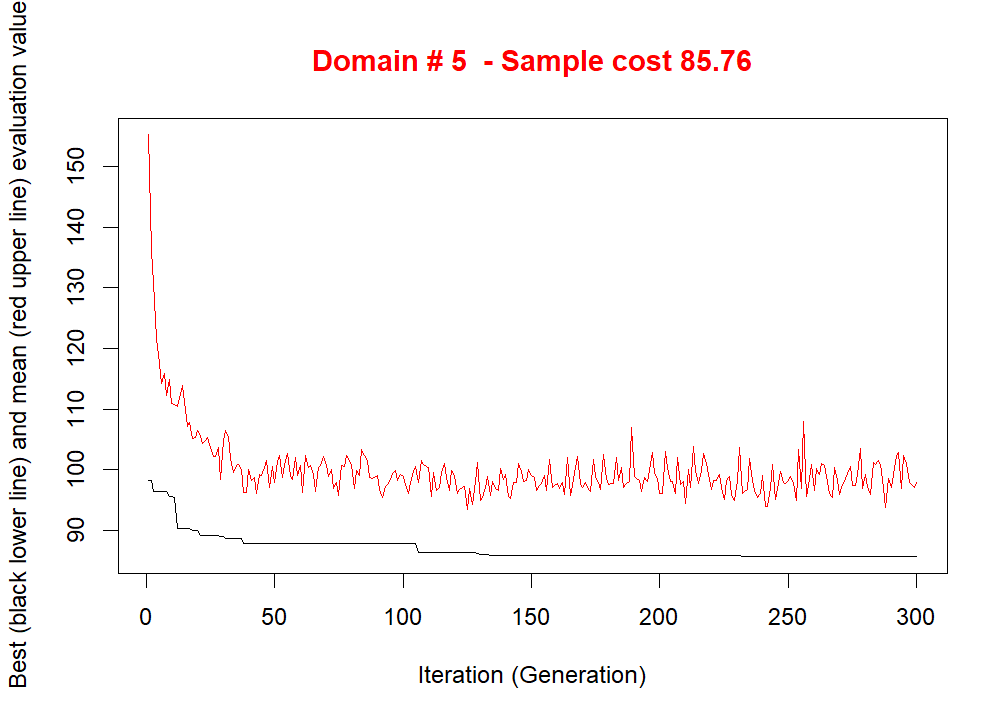 Domain # 5  - Sample cost 85.76
Best (black lower line) and mean (red upper line) evaluation value
150
140
130
120
110
100
90
0 50 100 150 200 250 300
Iteration (Generation)